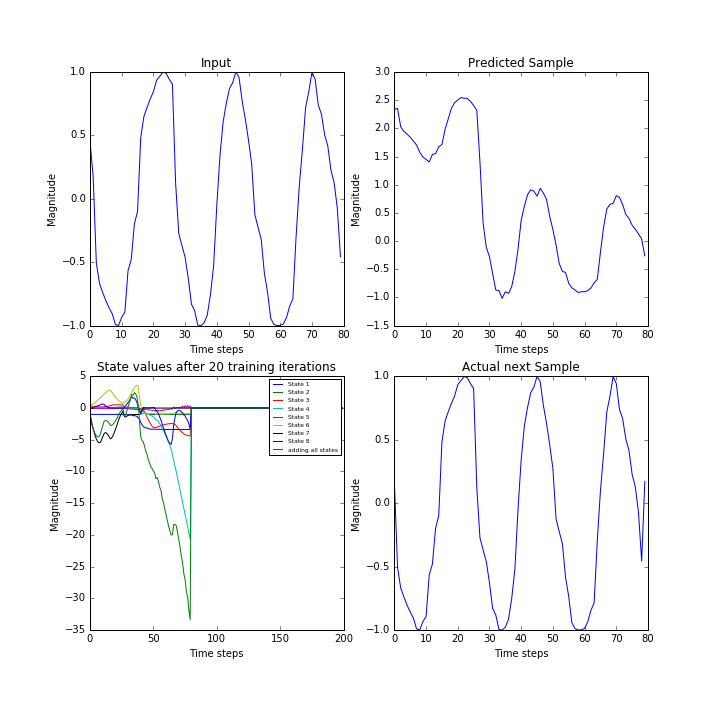 Input
1.0
0.5
0.0
−0.5
−1.0
Magnitude
0 10 20 30 40 50 60 70 80
Time steps
Predicted Sample
3.0
2.5
2.0
1.5
1.0
0.5
0.0
−0.5
−1.0
−1.5
Magnitude
0 10 20 30 40 50 60 70 80
Time steps
State values after 20 training iterations
5
0
−5
−10
−15
−20
−25
−30
−35
Magnitude
State 1
State 2
State 3
State 4
State 5
State 6
State 7
State 8
adding all states
0 50 100 150 200
Time steps
Actual next Sample
1.0
0.5
0.0
−0.5
−1.0
Magnitude
0 10 20 30 40 50 60 70 80
Time steps